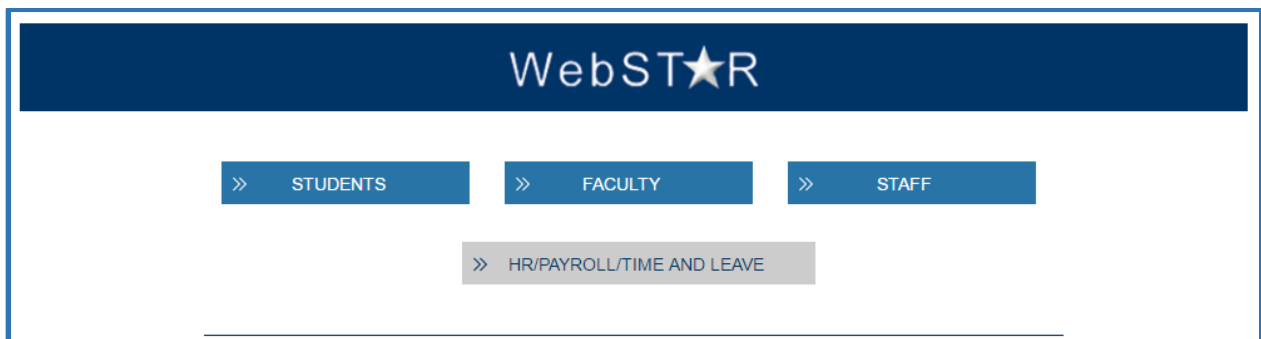 WebST★R
» STUDENTS
» FACULTY
» STAFF
» HR/PAYROLL/TIME AND LEAVE